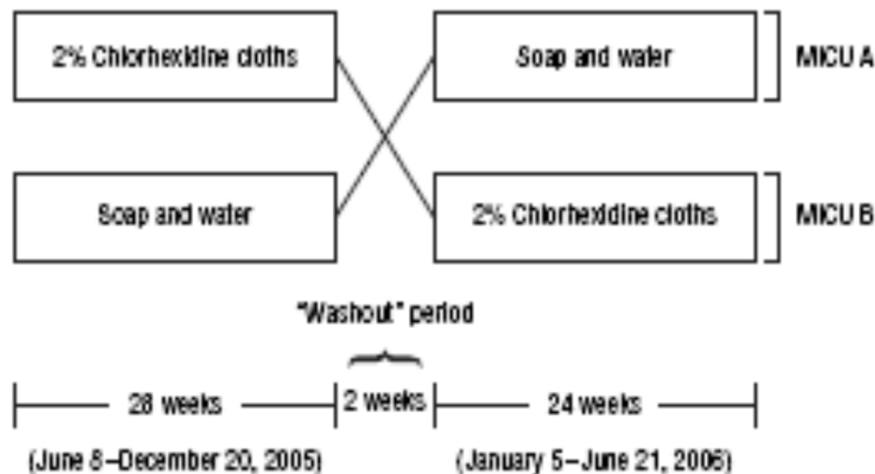 2% Chlorhexidine cloths
Soap and water
MICU A
Soap and water
2% Chlorhexidine cloths
MICU B
"Washout" period
28 weeks
2 weeks
24 weeks
(June 8–December 20, 2005)
(January 5–June 21, 2006)